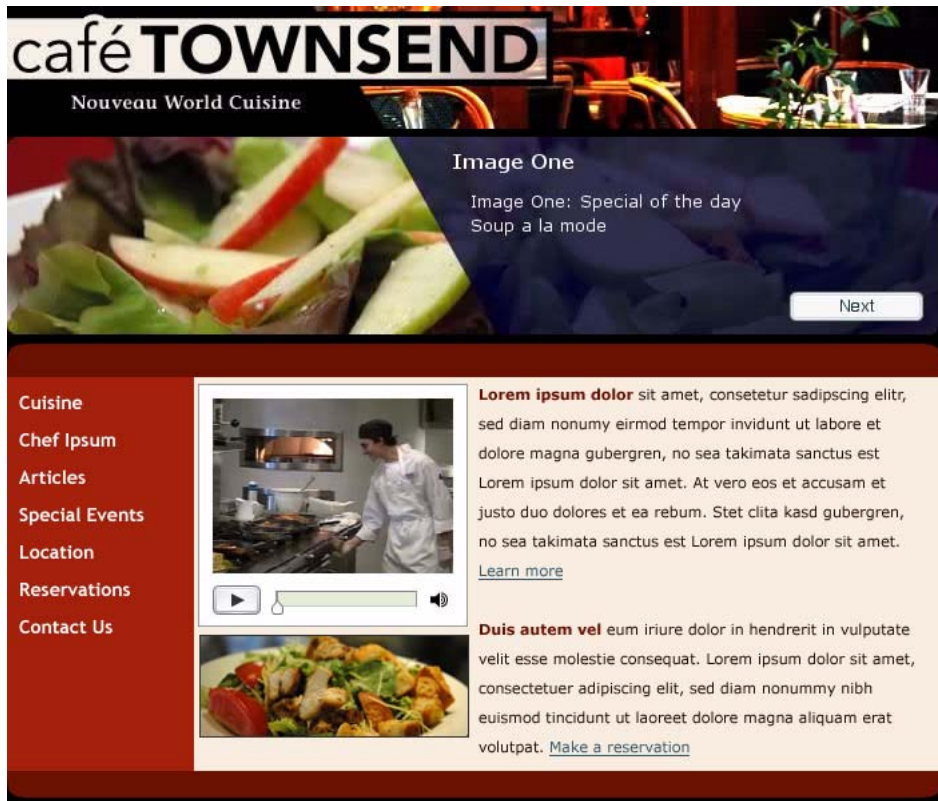 café TOWNSEND
Nouveau World Cuisine
Image One
Image One: Special of the day
Soup a la mode
Next
Cuisine
Chef Ipsum
Articles
Special Events
Location
Reservations
Contact Us
Lorem ipsum dolor sit amet, consetetur sadipscing elitr,
sed diam nonumy eirmod tempor invidunt ut labore et
dolore magna gubergren, no sea takimata sanctus est
Lorem ipsum dolor sit amet. At vero eos et accusam et
justo duo dolores et ea rebum. Stet clita kasd gubergren,
no sea takimata sanctus est Lorem ipsum dolor sit amet.
Learn more
Duis autem vel eum iriure dolor in hendrerit in vulputate
velit esse molestie consequat. Lorem ipsum dolor sit amet,
consectetuer adipiscing elit, sed diam nonummy nibh
euismod tincidunt ut laoreet dolore magna aliquam erat
volutpat. Make a reservation